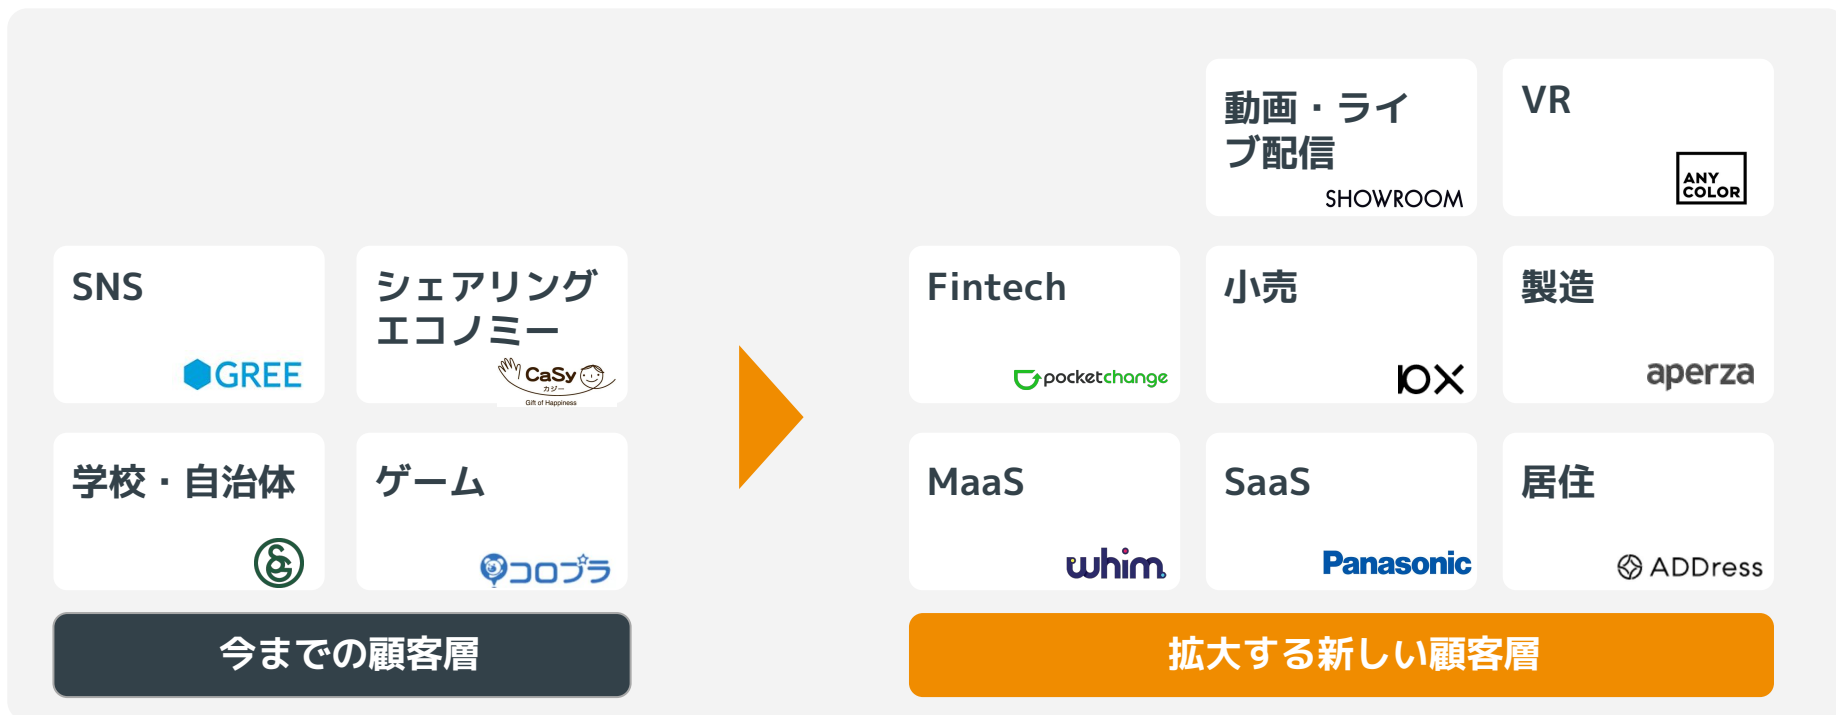 動画・ライ
ブ配信
SHOWROOM
VR
ANY
COLOR
SNS
GREE
シェアリング
エコノミー
CaSy
カジー
Gift of Happiness
Fintech
pocketchange
小売
10X
製造
aperza
学校・自治体
ゲーム
コロプラ
MaaS
whim
SaaS
Panasonic
居住
ADDress
今までの顧客層
拡大する新しい顧客層